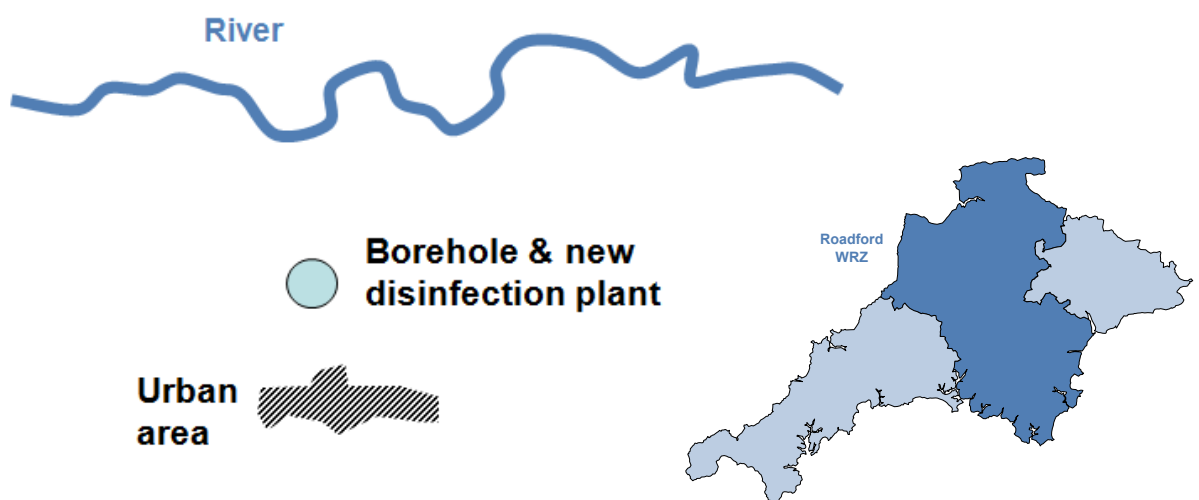 River
Roadford
WRZ
Borehole & new
disinfection plant
Urban
area